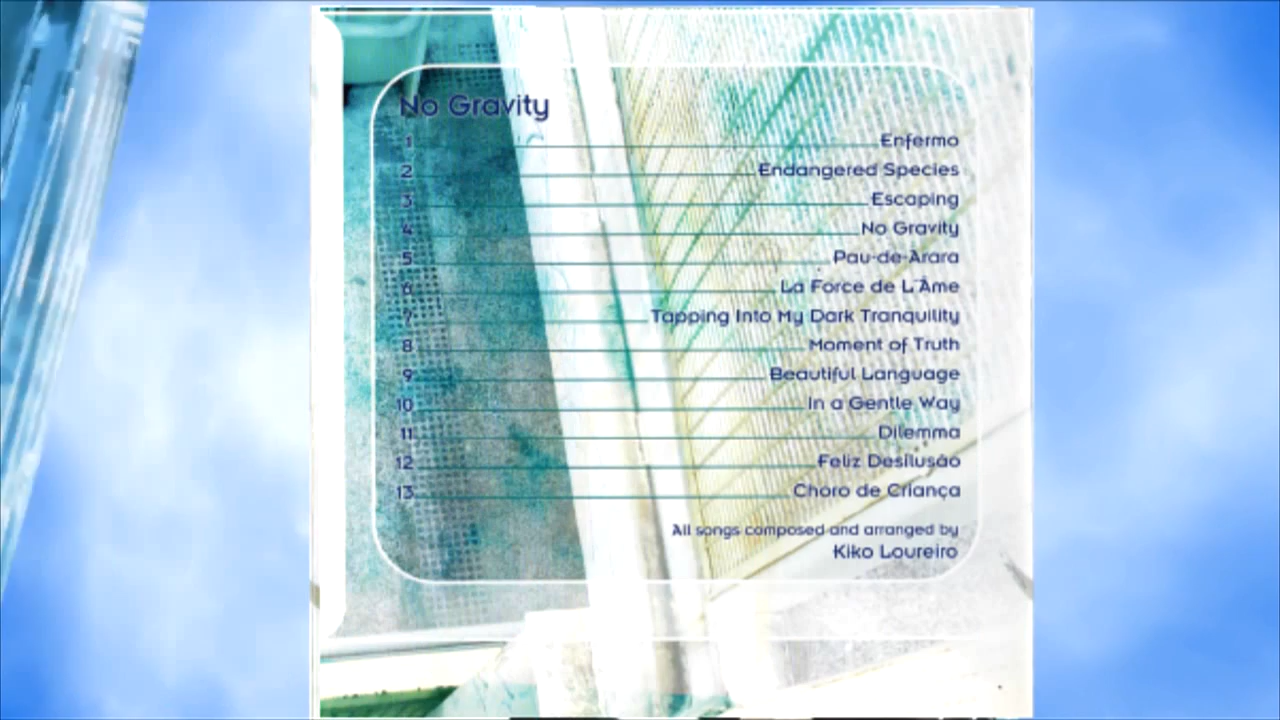 No Gravity
1 Enfermo
2 Endangered Species
3 Escaping
4 No Gravity
5 Pau-de-Arara
6 La Force de L'Âme
7 Tapping Into My Dark Tranquility
8 Moment of Truth
9 Beautiful Language
10 In a Gentle Way
11 Dilemma
12 Feliz Desilusão
13 Choro de Criança
All songs composed and arranged by
Kiko Loureiro